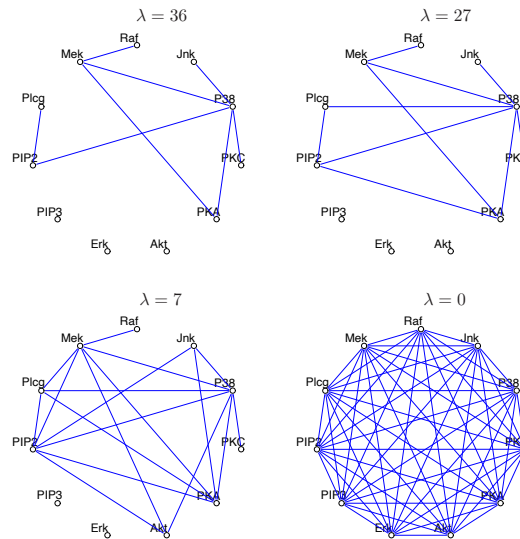 λ = 36
Raf
Mek
Jnk
Plcg
P38
PIP2
PKC
PIP3
PKA
Erk
Akt
λ = 27
Raf
Mek
Jnk
Plcg
P38
PIP2
PIP3
PKA
Erk
Akt
λ = 7
Raf
Mek
Jnk
Plcg
P38
PIP2
PKC
PIP3
PKA
Erk
Akt
λ = 0
Raf
Mek
Jnk
Plcg
P38
PIP2
PIP3
PKA
Erk
Akt